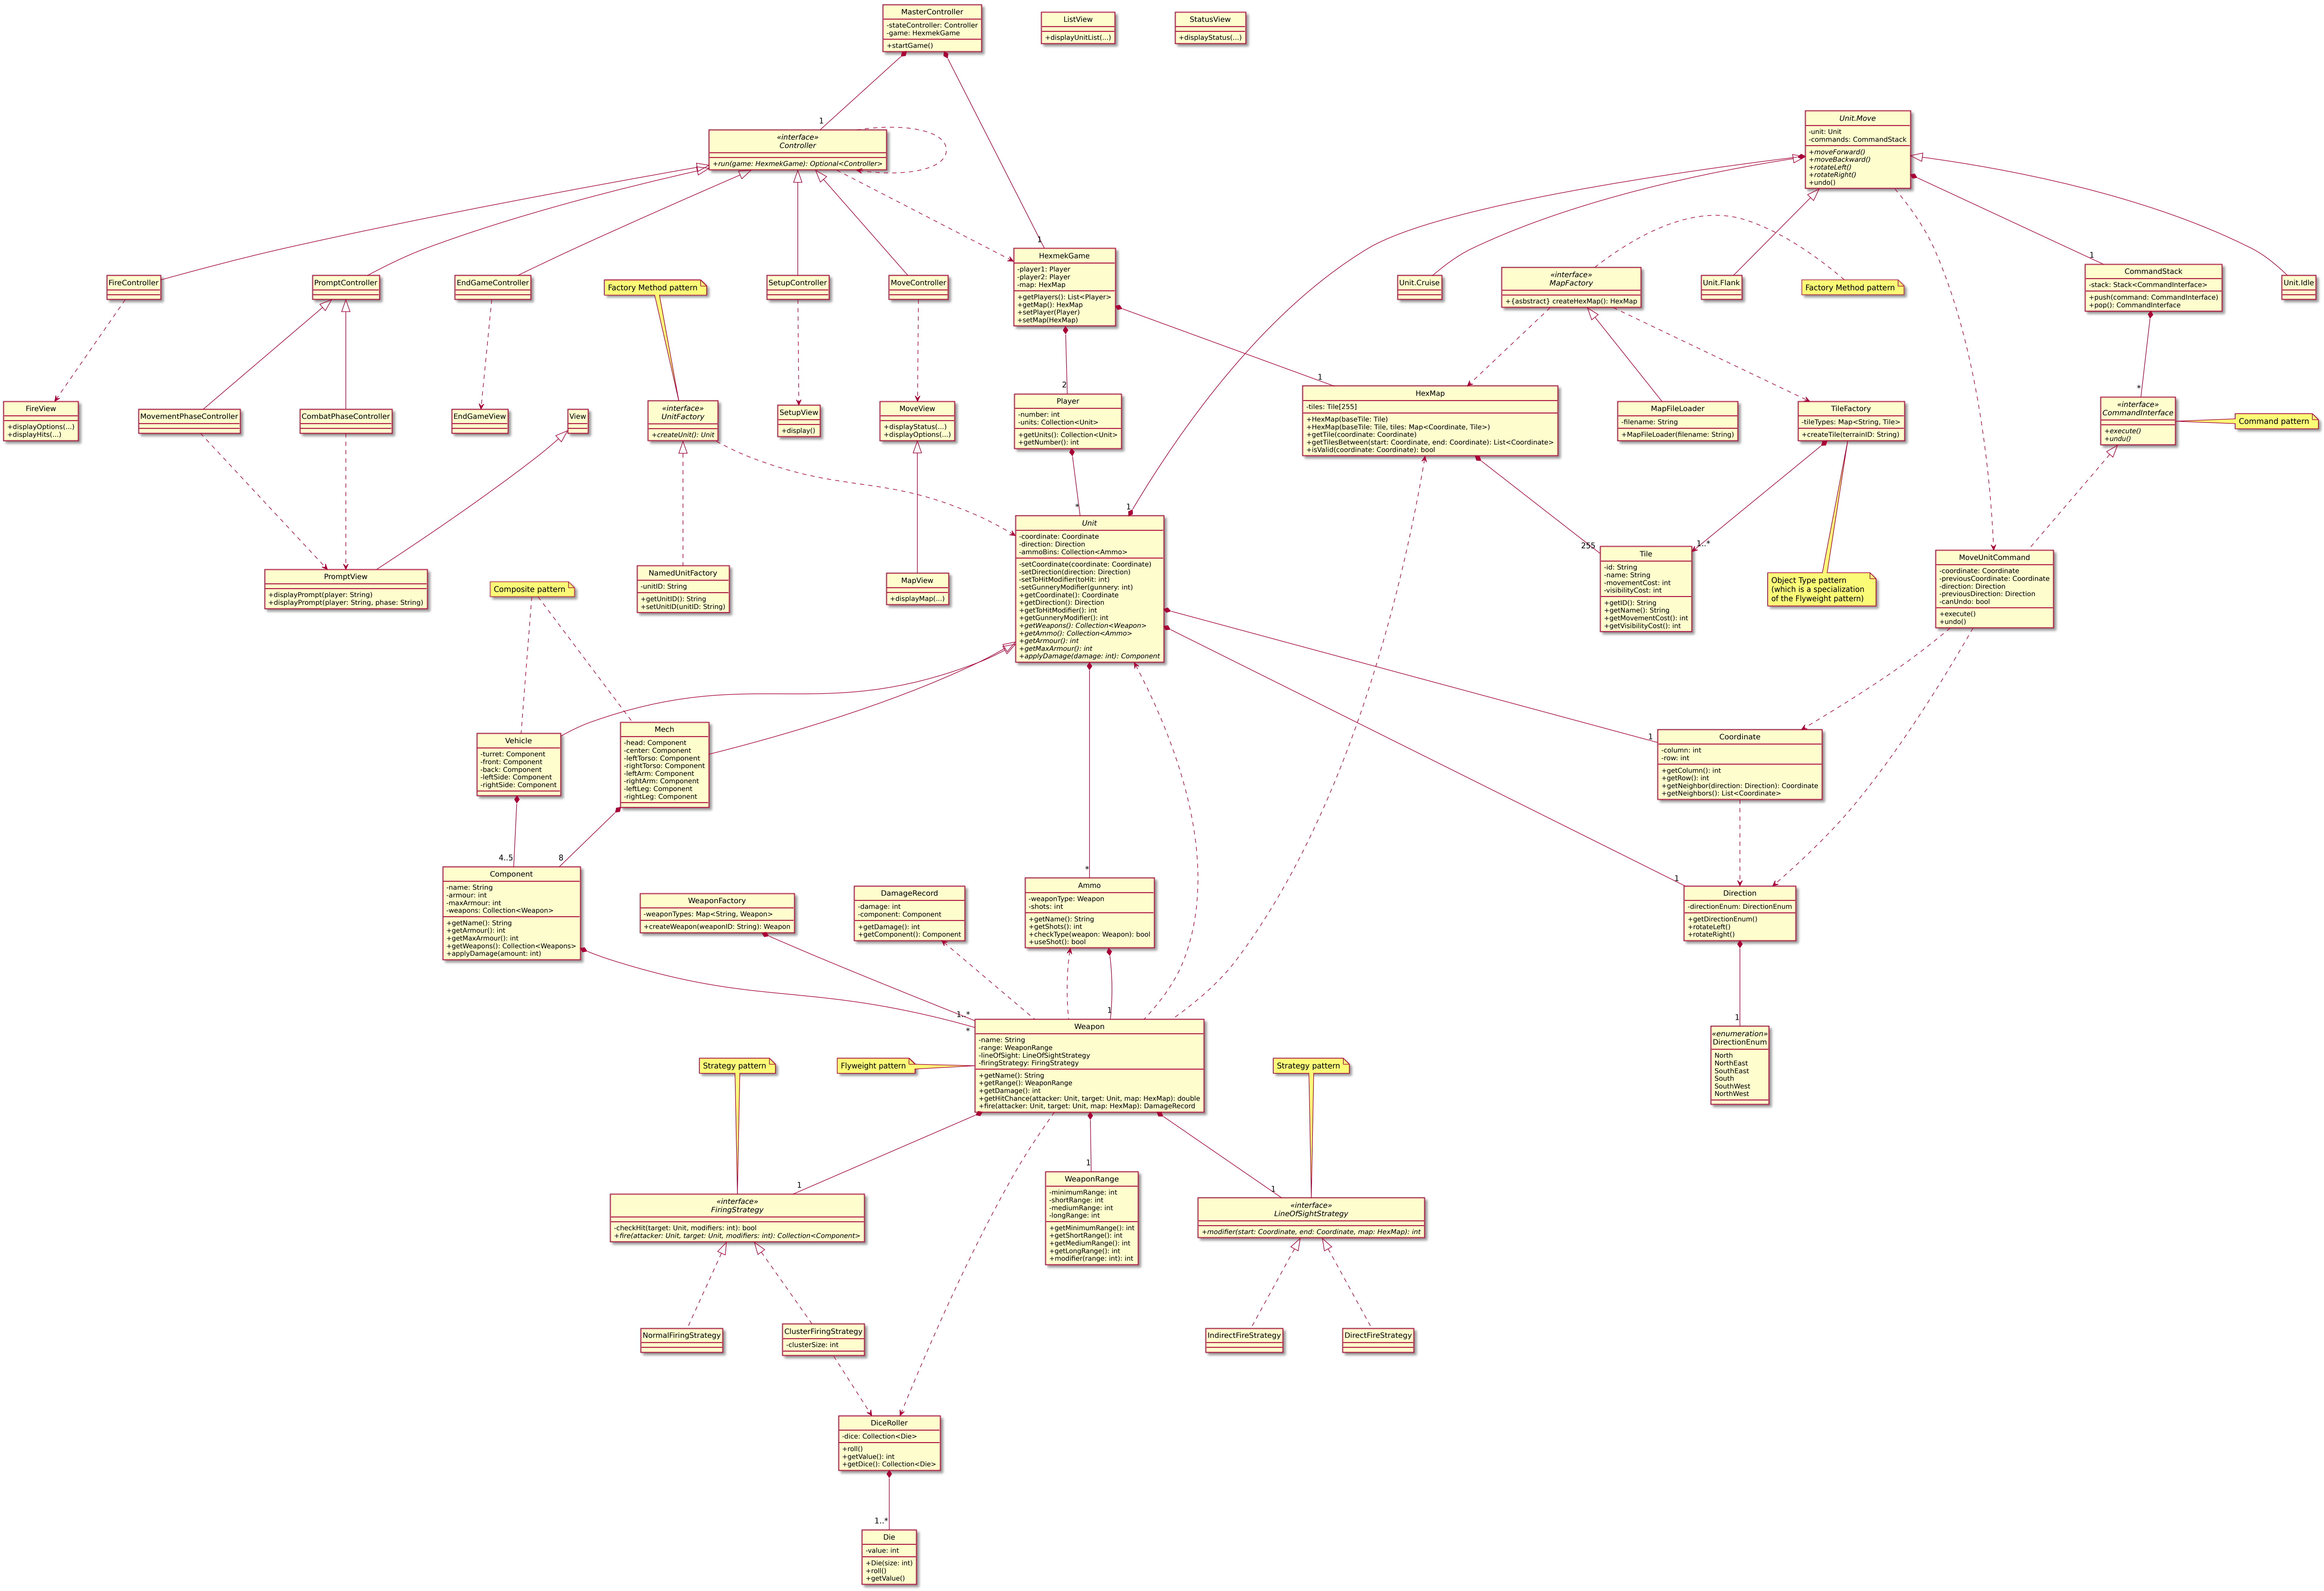 MasterController
-stateController: Controller
-game: HexmekGame
+startGame()
ListView
+displayUnitList(...)
StatusView
+displayStatus(...)
1
«interface»
Controller
+run(game: HexmekGame): Optional<Controller>
Unit.Move
-unit: Unit
-commands: CommandStack
+moveForward()
+moveBackward()
+rotateLeft()
+rotateRight()
+undo()
1
1
FireController
PromptController
EndGameController
Factory Method pattern
SetupController
MoveController
HexmekGame
-player1: Player
-player2: Player
-map: HexMap
+getPlayers(): List<Player>
+getMap(): HexMap
+setPlayer(Player)
+setMap(HexMap)
Unit.Cruise
«interface»
MapFactory
+{asbstract} createHexMap(): HexMap
Unit.Flank
Factory Method pattern
CommandStack
-stack: Stack<CommandInterface>
+push(command: CommandInterface)
+pop(): CommandInterface
Unit.Idle
2
1
*
FireView
+displayOptions(...)
+displayHits(...)
MovementPhaseController
CombatPhaseController
EndGameView
View
«interface»
UnitFactory
+createUnit(): Unit
SetupView
+display()
MoveView
+displayStatus(...)
+displayOptions(...)
Player
-number: int
-units: Collection<Unit>
+getUnits(): Collection<Unit>
+getNumber(): int
HexMap
-tiles: Tile[255]
+HexMap(baseTile: Tile)
+HexMap(baseTile: Tile, tiles: Map<Coordinate, Tile>)
+getTile(coordinate: Coordinate)
+getTilesBetween(start: Coordinate, end: Coordinate): List<Coordinate>
+isValid(coordinate: Coordinate): bool
MapFileLoader
-filename: String
+MapFileLoader(filename: String)
TileFactory
-tileTypes: Map<String, Tile>
+createTile(terrainID: String)
«interface»
CommandInterface
+execute()
+undu()
Command pattern
*
1
255
1..*
PromptView
+displayPrompt(player: String)
+displayPrompt(player: String, phase: String)
Composite pattern
NamedUnitFactory
-unitID: String
+getUnitID(): String
+setUnitID(unitID: String)
MapView
+displayMap(...)
Unit
-coordinate: Coordinate
-direction: Direction
-ammoBins: Collection<Ammo>
-setCoordinate(coordinate: Coordinate)
-setDirection(direction: Direction)
-setToHitModifier(toHit: int)
-setGunneryModifier(gunnery: int)
+getCoordinate(): Coordinate
+getDirection(): Direction
+getToHitModifier(): int
+getGunneryModifier(): int
+getWeapons(): Collection<Weapon>
+getAmmo(): Collection<Ammo>
+getArmour(): int
+getMaxArmour(): int
+applyDamage(damage: int): Component
Tile
-id: String
-name: String
-movementCost: int
-visibilityCost: int
+getID(): String
+getName(): String
+getMovementCost(): int
+getVisibilityCost(): int
Object Type pattern
(which is a specialization
of the Flyweight pattern)
MoveUnitCommand
-coordinate: Coordinate
-previousCoordinate: Coordinate
-direction: Direction
-previousDirection: Direction
-canUndo: bool
+execute()
+undo()
Vehicle
-turret: Component
-front: Component
-back: Component
-leftSide: Component
-rightSide: Component
Mech
-head: Component
-center: Component
-leftTorso: Component
-rightTorso: Component
-leftArm: Component
-rightArm: Component
-leftLeg: Component
-rightLeg: Component
1
Coordinate
-column: int
-row: int
+getColumn(): int
+getRow(): int
+getNeighbor(direction: Direction): Coordinate
+getNeighbors(): List<Coordinate>
4..5
8
*
1
Component
-name: String
-armour: int
-maxArmour: int
-weapons: Collection<Weapon>
+getName(): String
+getArmour(): int
+getMaxArmour(): int
+getWeapons(): Collection<Weapons>
+applyDamage(amount: int)
WeaponFactory
-weaponTypes: Map<String, Weapon>
+createWeapon(weaponID: String): Weapon
DamageRecord
-damage: int
-component: Component
+getDamage(): int
+getComponent(): Component
Ammo
-weaponType: Weapon
-shots: int
+getName(): String
+getShots(): int
+checkType(weapon: Weapon): bool
+useShot(): bool
Direction
-directionEnum: DirectionEnum
+getDirectionEnum()
+rotateLeft()
+rotateRight()
1..*
*
1
1
Strategy pattern
Flyweight pattern
Weapon
-name: String
-range: WeaponRange
-lineOfSight: LineOfSightStrategy
-firingStrategy: FiringStrategy
+getName(): String
+getRange(): WeaponRange
+getDamage(): int
+getHitChance(attacker: Unit, target: Unit, map: HexMap): double
+fire(attacker: Unit, target: Unit, map: HexMap): DamageRecord
Strategy pattern
«enumeration»
DirectionEnum
North
NorthEast
SouthEast
South
SouthWest
NorthWest
1
1
1
«interface»
FiringStrategy
-checkHit(target: Unit, modifiers: int): bool
+fire(attacker: Unit, target: Unit, modifiers: int): Collection<Component>
WeaponRange
-minimumRange: int
-shortRange: int
-mediumRange: int
-longRange: int
+getMinimumRange(): int
+getShortRange(): int
+getMediumRange(): int
+getLongRange(): int
+modifier(range: int): int
«interface»
LineOfSightStrategy
+modifier(start: Coordinate, end: Coordinate, map: HexMap): int
NormalFiringStrategy
ClusterFiringStrategy
-clusterSize: int
IndirectFireStrategy
DirectFireStrategy
DiceRoller
-dice: Collection<Die>
+roll()
+getValue(): int
+getDice(): Collection<Die>
1..*
Die
-value: int
+Die(size: int)
+roll()
+getValue()